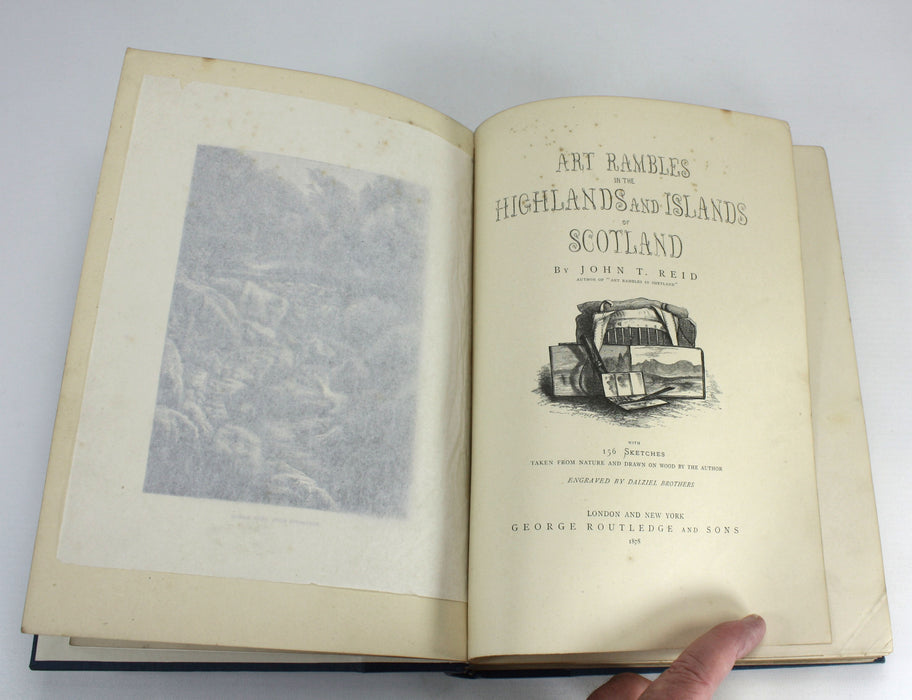 ART RAMBLES
IN THE
HIGHLANDS AND ISLANDS
OF
SCOTLAND
BY JOHN T. REID
AUTHOR OF "ART RAMBLES IN SHETLAND"
WITH
156 SKETCHES
TAKEN FROM NATURE AND DRAWN ON WOOD BY THE AUTHOR
ENGRAVED BY DALZIEL BROTHERS
LONDON AND NEW YORK
GEORGE ROUTLEDGE AND SONS
1878